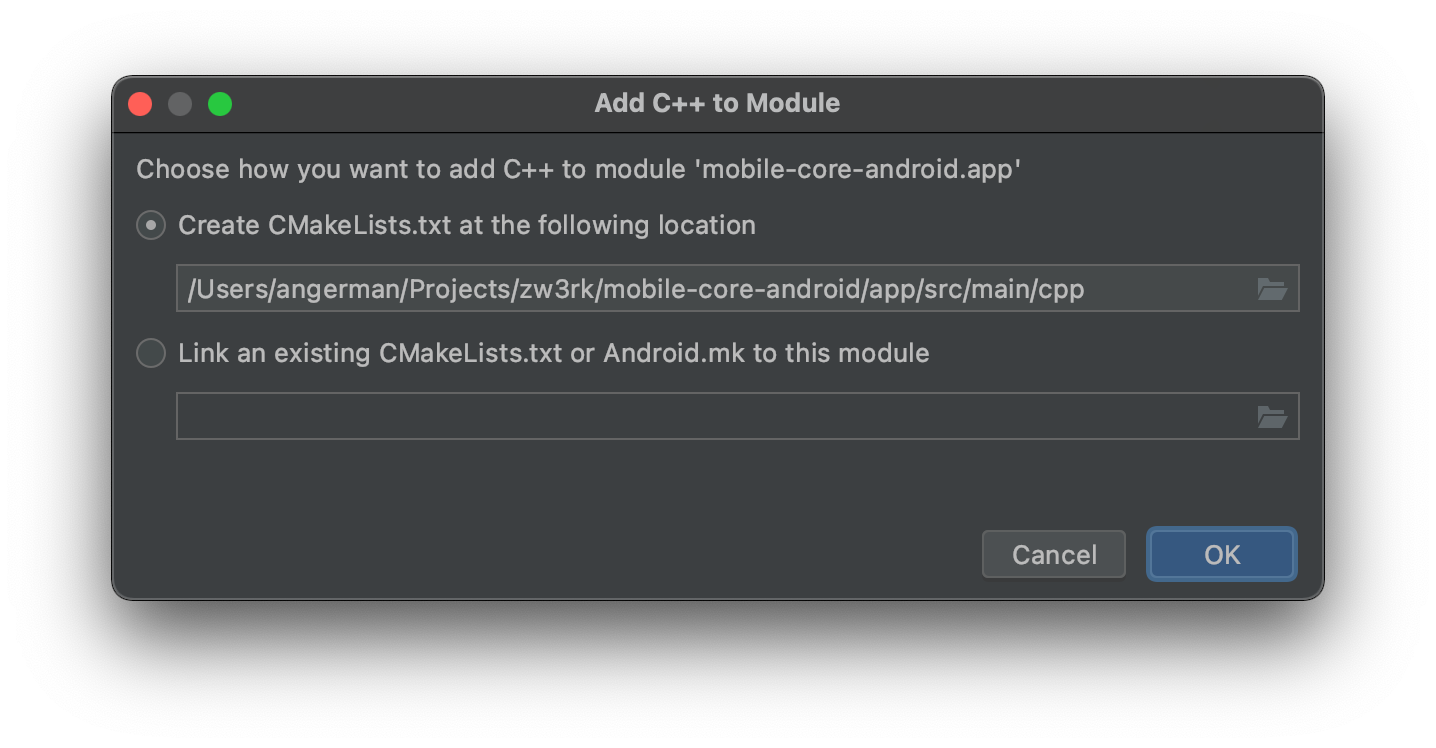 Add C++ to Module
Choose how you want to add C++ to module 'mobile-core-android.app'
Create CMakeLists.txt at the following location
/Users/angerman/Projects/zw3rk/mobile-core-android/app/src/main/cpp
Link an existing CMakeLists.txt or Android.mk to this module
Cancel
OK